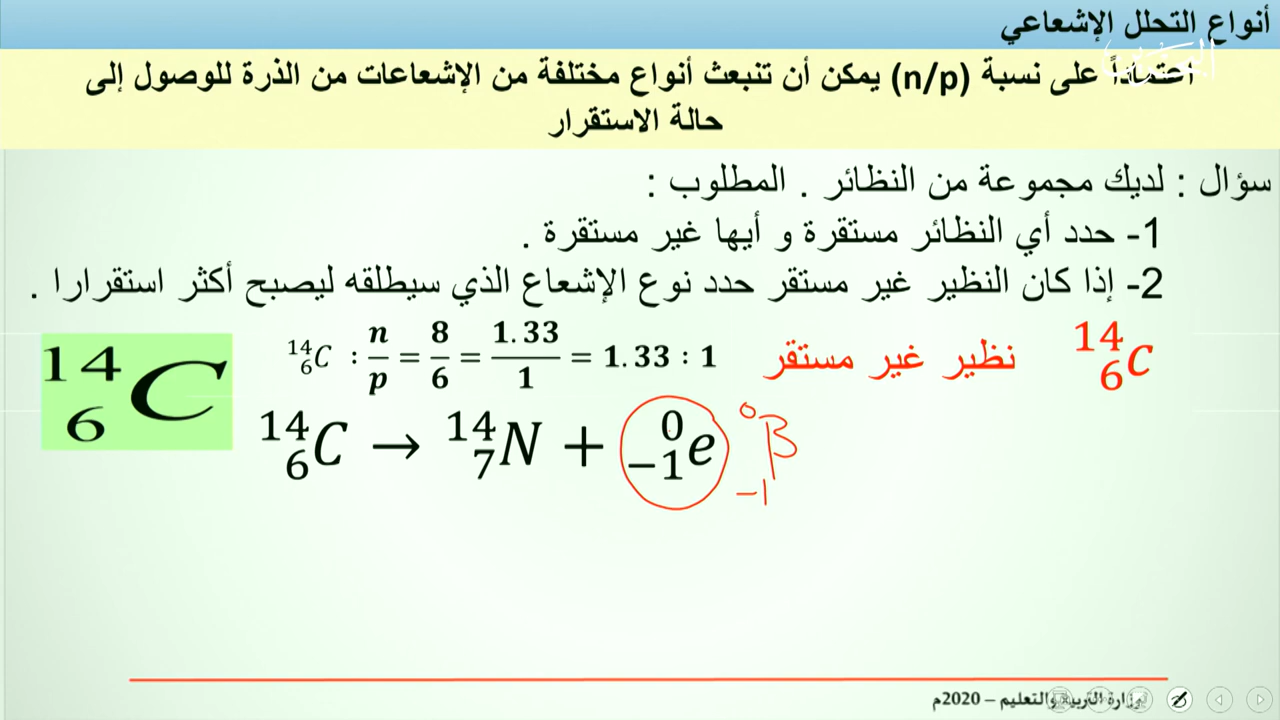 أنواع التحلل الإشعاعي
البحرين
اعتماداً على نسبة (n/p) يمكن أن تنبعث أنواع مختلفة من الإشعاعات من الذرة للوصول إلى
حالة الاستقرار
سؤال : لديك مجموعة من النظائر . المطلوب :
1- حدد أي النظائر مستقرة و أيها غير مستقرة .
2- إذا كان النظير غير مستقر حدد نوع الإشعاع الذي سيطلقه ليصبح أكثر استقرارا .
¹⁴₆C
¹⁴₆C : n/p = 8/6 = 1.33/1 = 1.33 : 1
نظير غير مستقر
¹⁴₆C
¹⁴₆C → ¹⁴₇N + ⁰₋₁e ⁰₋₁β
وزارة التربية والتعليم – 2020م